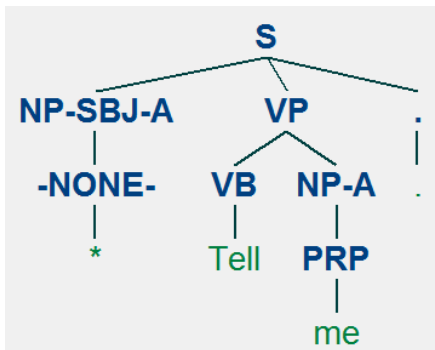 S
NP-SBJ-A VP .
-NONE- VB NP-A .
* Tell PRP
me